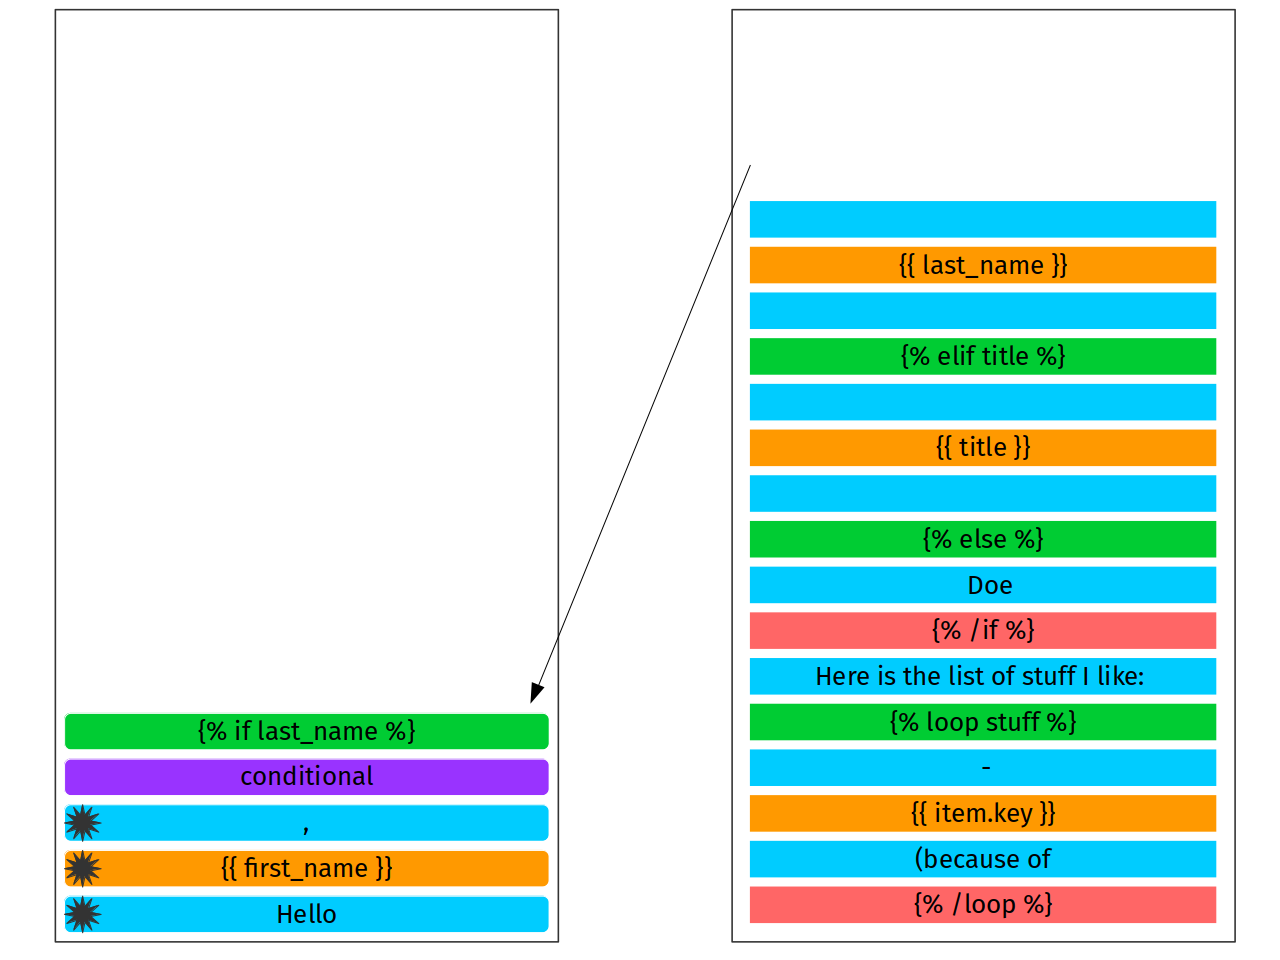 {% if last_name %}
conditional
,
{{ first_name }}
Hello
{{ last_name }}
{% elif title %}
{{ title }}
{% else %}
Doe
{% /if %}
Here is the list of stuff I like:
{% loop stuff %}
-
{{ item.key }}
(because of
{% /loop %}